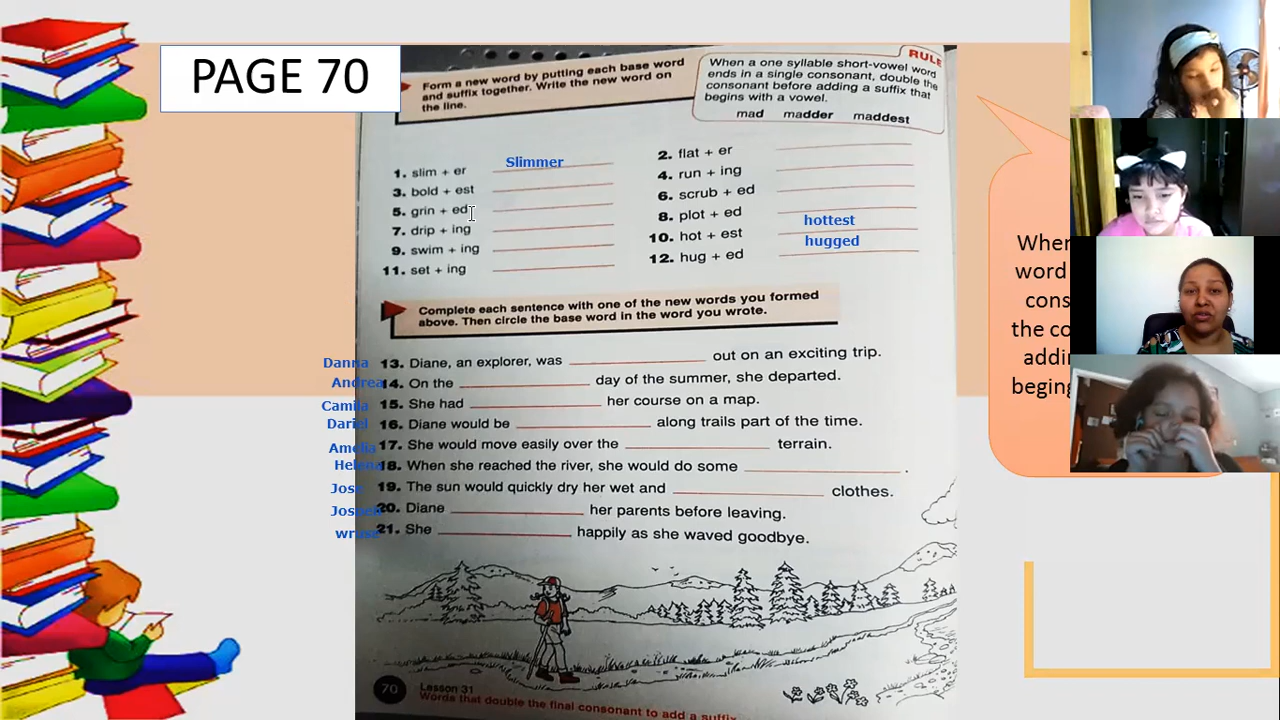 PAGE 70
Form a new word by putting each base word
and suffix together. Write the new word on
the line.
RULE
When a one syllable short-vowel word
ends in a single consonant, double the
consonant before adding a suffix that
begins with a vowel.
mad madder maddest
1. slim + er Slimmer
2. flat + er
3. bold + est
4. run + ing
5. grin + ed
6. scrub + ed
7. drip + ing
8. plot + ed
9. swim + ing
10. hot + est hottest
11. set + ing
12. hug + ed hugged
Complete each sentence with one of the new words you formed
above. Then circle the base word in the word you wrote.
Danna 13. Diane, an explorer, was out on an exciting trip.
Andrea 14. On the day of the summer, she departed.
Camila 15. She had her course on a map.
Dariel 16. Diane would be along trails part of the time.
Amelia 17. She would move easily over the terrain.
Helena 18. When she reached the river, she would do some .
19. The sun would quickly dry her wet and clothes.
20. Diane her parents before leaving.
21. She happily as she waved goodbye.
70 Lesson 31
Words that double the final consonant to add a suffix
When
word
cons
the co
addi
beging